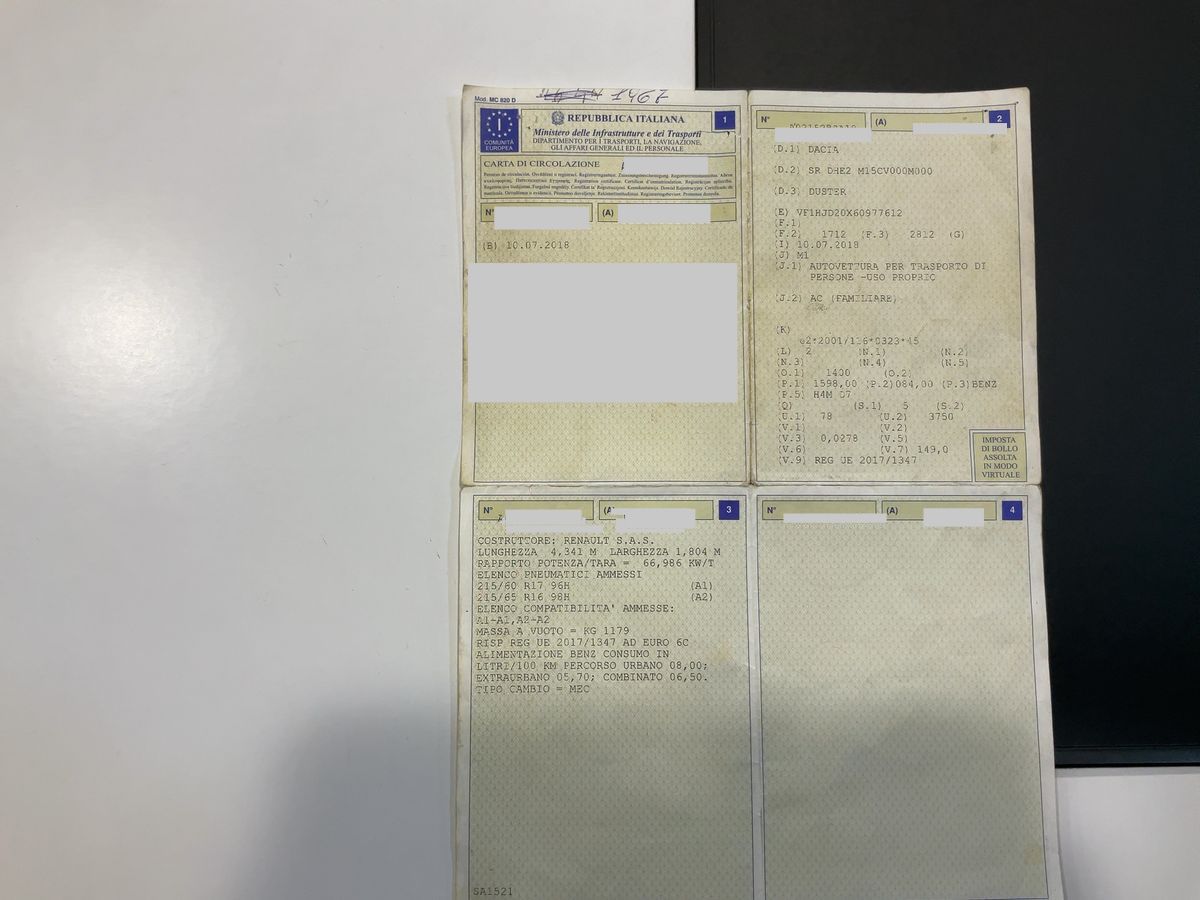 Mod. MC 820 D
1467
1
REPUBBLICA ITALIANA
Ministero delle Infrastrutture e dei Trasporti
DIPARTIMENTO PER I TRASPORTI, LA NAVIGAZIONE,
GLI AFFARI GENERALI ED IL PERSONALE
COMUNITÀ
EUROPEA
CARTA DI CIRCOLAZIONE
N° (A)
(B) 10.07.2018
N° (A) 2
(D.1) DACIA
(D.2) SR DHE2 M15CV000M000
(D.3) DUSTER
(E) VF1HJD20X60977612
(F.1)
(F.2) 1712 (F.3) 2812 (G)
(I) 10.07.2018
(J) M1
(J.1) AUTOVETTURA PER TRASPORTO DI
PERSONE -USO PROPRIO
(J.2) AC (FAMILIARE)
(K)
e2*2001/116*0323*45
(L) 2 (N.1) (N.2)
(N.3) (N.4) (N.5)
(O.1) 1400 (O.2)
(P.1) 1598,00 (P.2)084,00 (P.3)BENZ
(P.5) H4M D7
(Q) (S.1) 5 (S.2)
(U.1) 78 (U.2) 3750
(V.1) (V.2)
(V.3) 0,0278 (V.5)
(V.6) (V.7) 149,0
(V.9) REG UE 2017/1347
IMPOSTA
DI BOLLO
ASSOLTA
IN MODO
VIRTUALE
N° (A) 3
COSTRUTTORE: RENAULT S.A.S.
LUNGHEZZA 4,341 M LARGHEZZA 1,804 M
RAPPORTO POTENZA/TARA = 66,986 KW/T
ELENCO PNEUMATICI AMMESSI
215/60 R17 96H (A1)
215/65 R16 98H (A2)
ELENCO COMPATIBILITA' AMMESSE:
A1-A1,A2-A2
MASSA A VUOTO = KG 1179
RISP REG UE 2017/1347 AD EURO 6C
ALIMENTAZIONE BENZ CONSUMO IN
LITRI/100 KM PERCORSO URBANO 08,00;
EXTRAURBANO 05,70; COMBINATO 06,50.
TIPO CAMBIO = MEC
SA1521
N° (A) 4